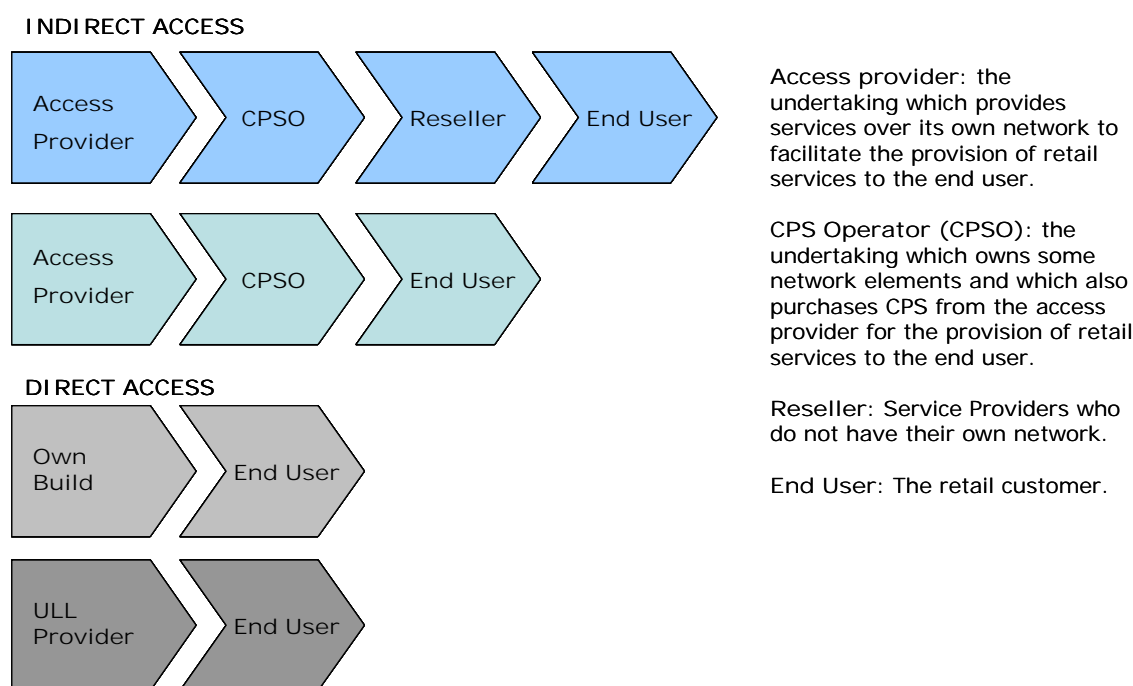 INDIRECT ACCESS
Access
Provider
CPSO
Reseller
End User
Access
Provider
CPSO
End User
DIRECT ACCESS
Own
Build
End User
ULL
Provider
End User
Access provider: the
undertaking which provides
services over its own network to
facilitate the provision of retail
services to the end user.
CPS Operator (CPSO): the
undertaking which owns some
network elements and which also
purchases CPS from the access
provider for the provision of retail
services to the end user.
Reseller: Service Providers who
do not have their own network.
End User: The retail customer.